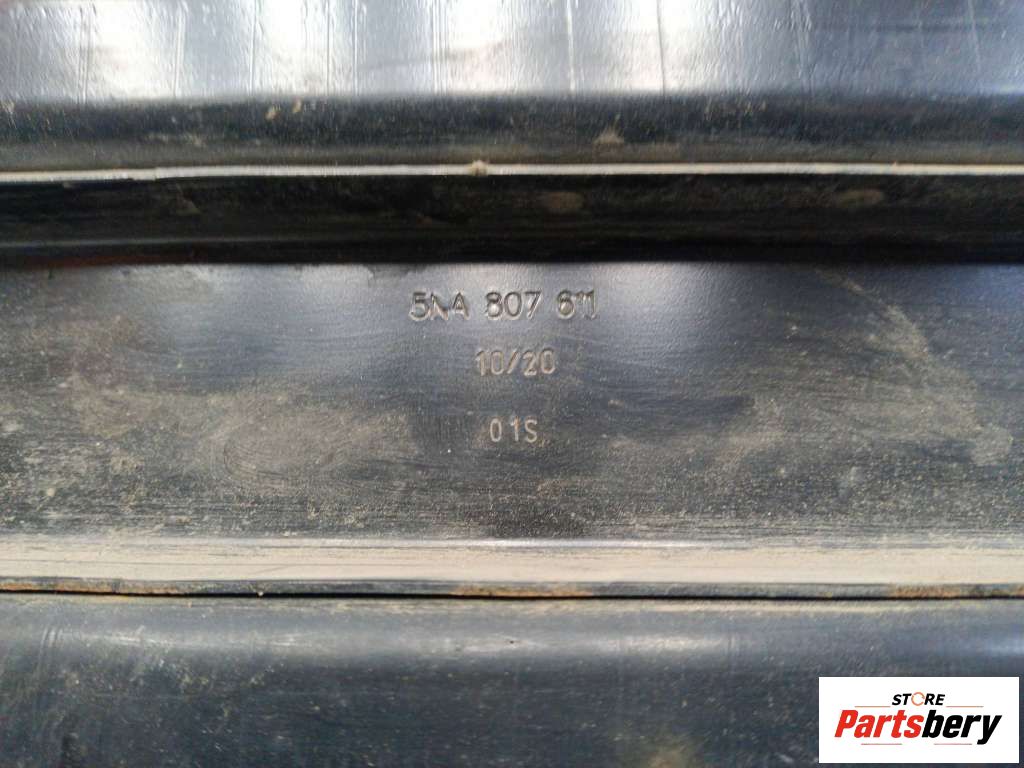 5NA 807 611
10/20
01S
STORE
Partsbery